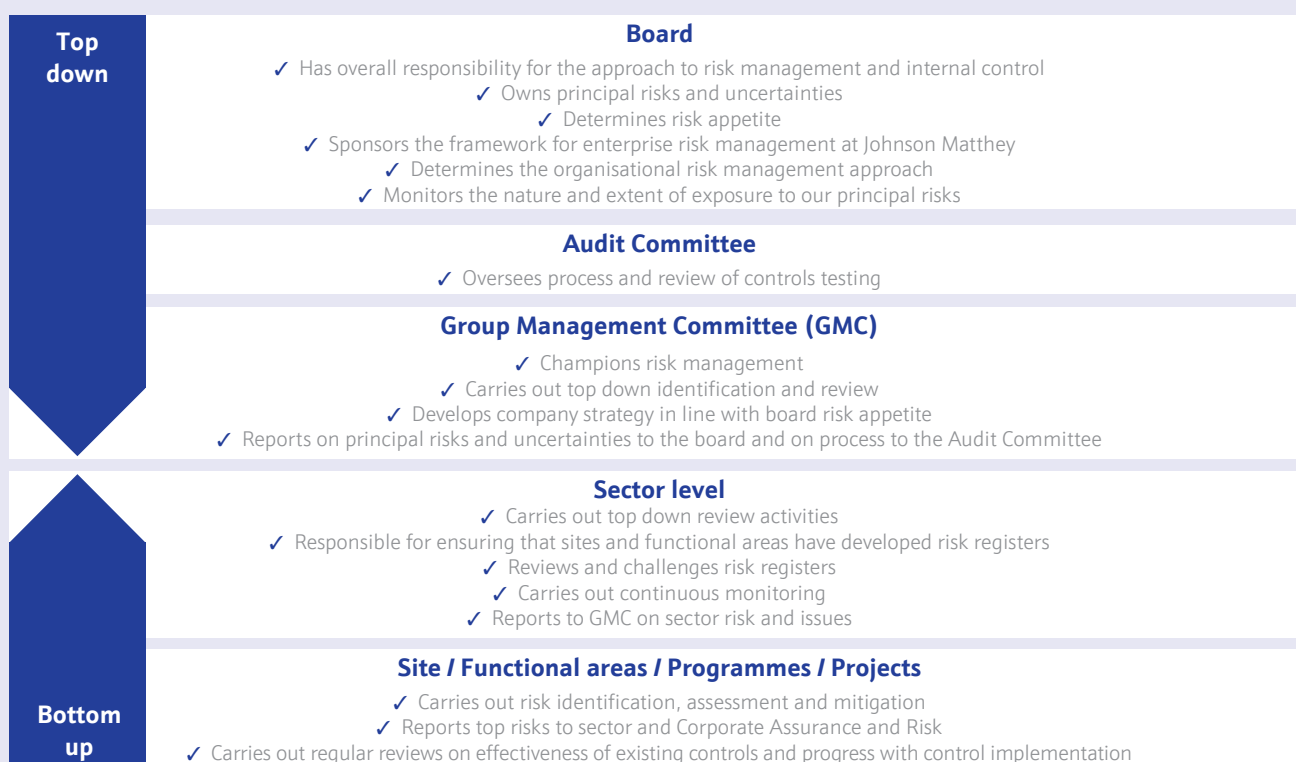 Top
down
Board
✓ Has overall responsibility for the approach to risk management and internal control
✓ Owns principal risks and uncertainties
✓ Determines risk appetite
✓ Sponsors the framework for enterprise risk management at Johnson Matthey
✓ Determines the organisational risk management approach
✓ Monitors the nature and extent of exposure to our principal risks
Audit Committee
✓ Oversees process and review of controls testing
Group Management Committee (GMC)
✓ Champions risk management
✓ Carries out top down identification and review
✓ Develops company strategy in line with board risk appetite
✓ Reports on principal risks and uncertainties to the board and on process to the Audit Committee
Sector level
✓ Carries out top down review activities
✓ Responsible for ensuring that sites and functional areas have developed risk registers
✓ Reviews and challenges risk registers
✓ Carries out continuous monitoring
✓ Reports to GMC on sector risk and issues
Site / Functional areas / Programmes / Projects
✓ Carries out risk identification, assessment and mitigation
✓ Reports top risks to sector and Corporate Assurance and Risk
✓ Carries out regular reviews on effectiveness of existing controls and progress with control implementation
Bottom
up